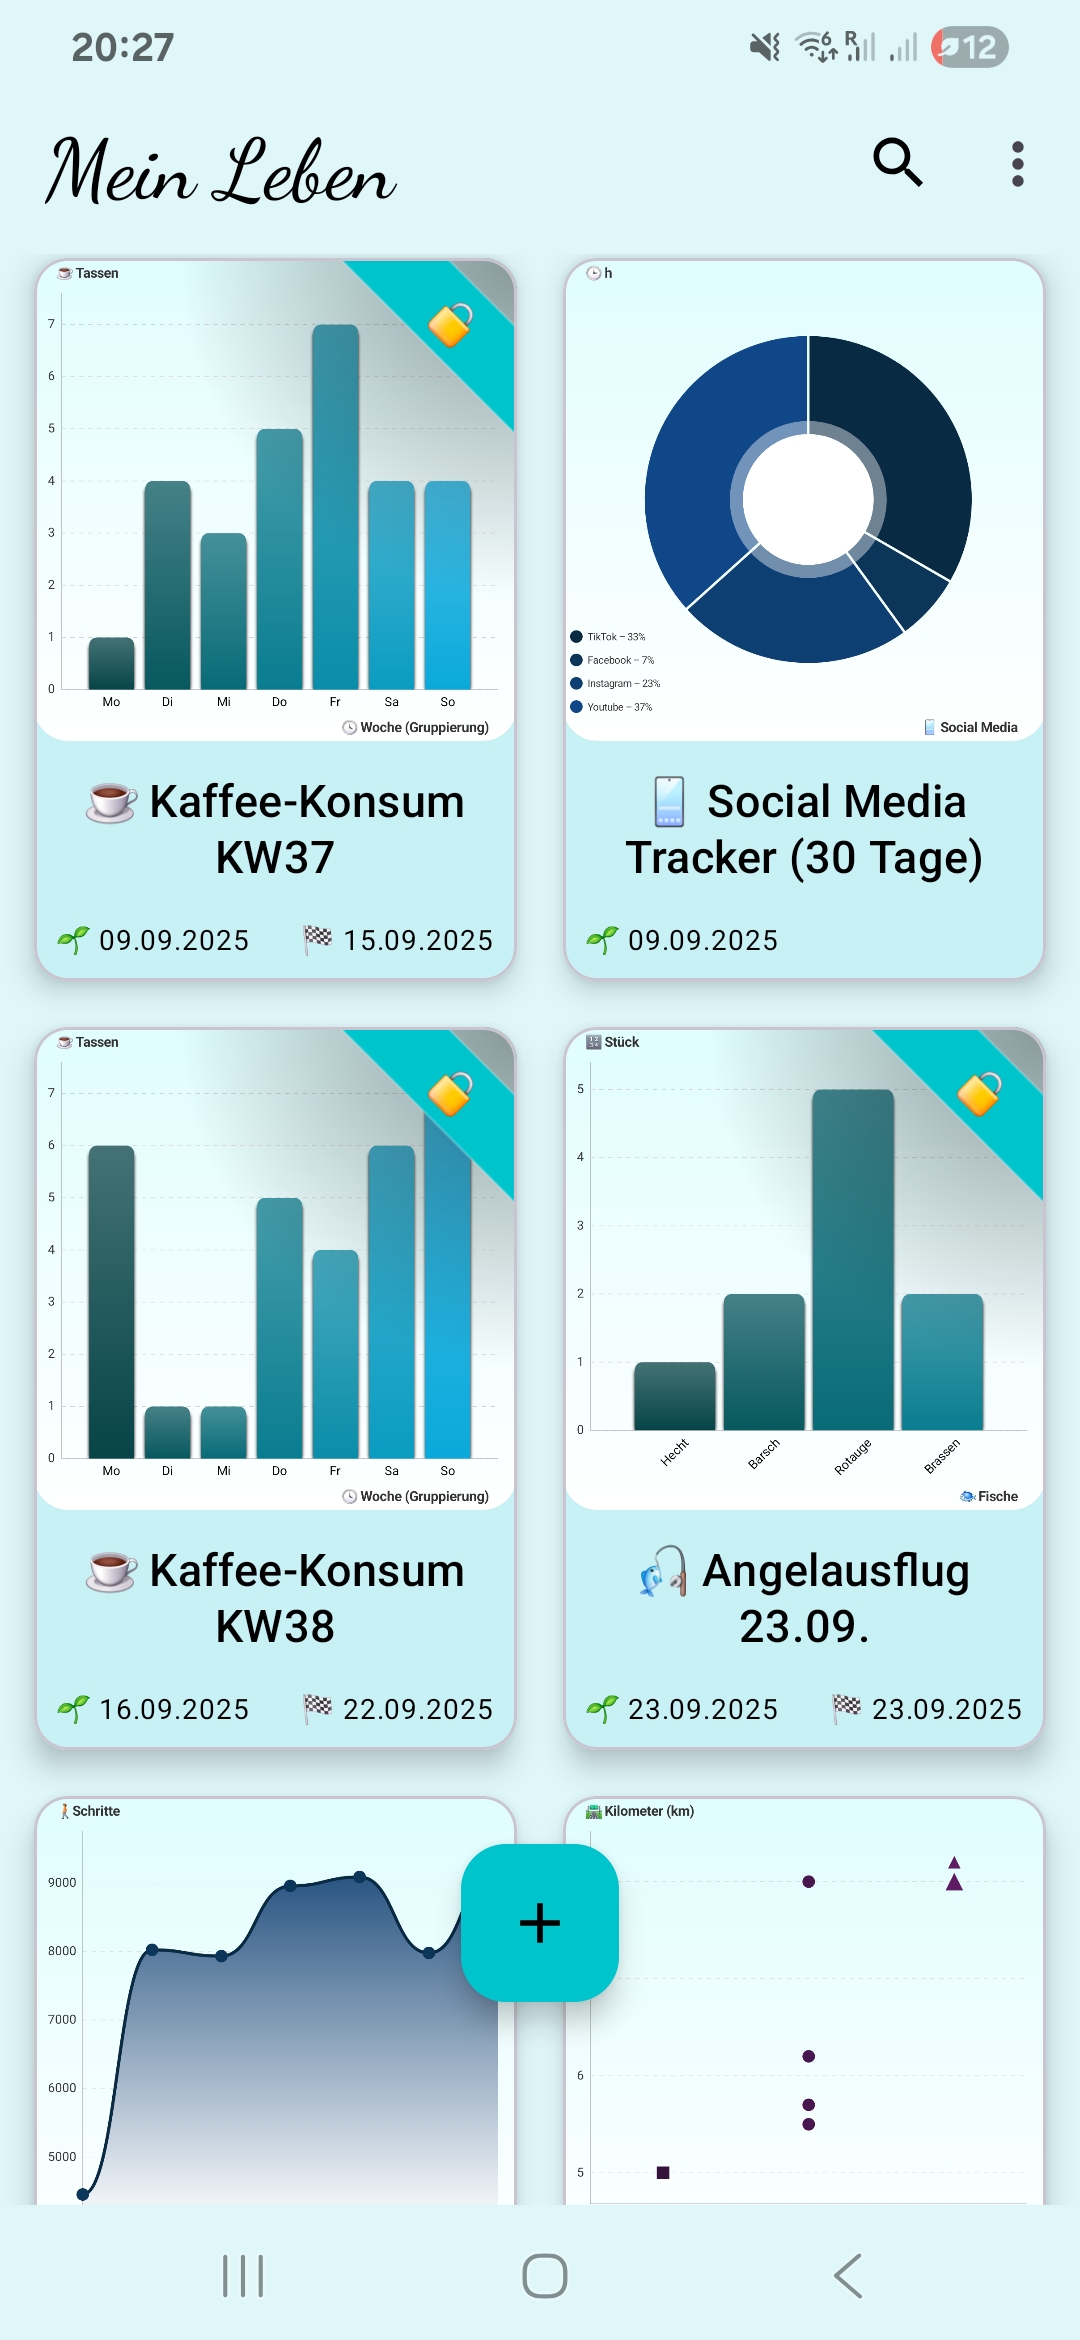 20:27
6
R
12
Mein Leben
Tassen
7
6
5
4
3
2
1
0
Mo Di Mi Do Fr Sa So
Woche (Gruppierung)
Kaffee-Konsum
KW37
09.09.2025 15.09.2025
h
TikTok – 33%
Facebook – 7%
Instagram – 23%
Youtube – 37%
Social Media
Social Media
Tracker (30 Tage)
09.09.2025
Tassen
7
6
5
4
3
2
1
0
Mo Di Mi Do Fr Sa So
Woche (Gruppierung)
Kaffee-Konsum
KW38
16.09.2025 22.09.2025
Stück
5
4
3
2
1
0
Hecht Barsch Rotauge Brassen
Fische
Angelausflug
23.09.
23.09.2025 23.09.2025
Schritte
9000
8000
7000
6000
5000
Kilometer (km)
6
5